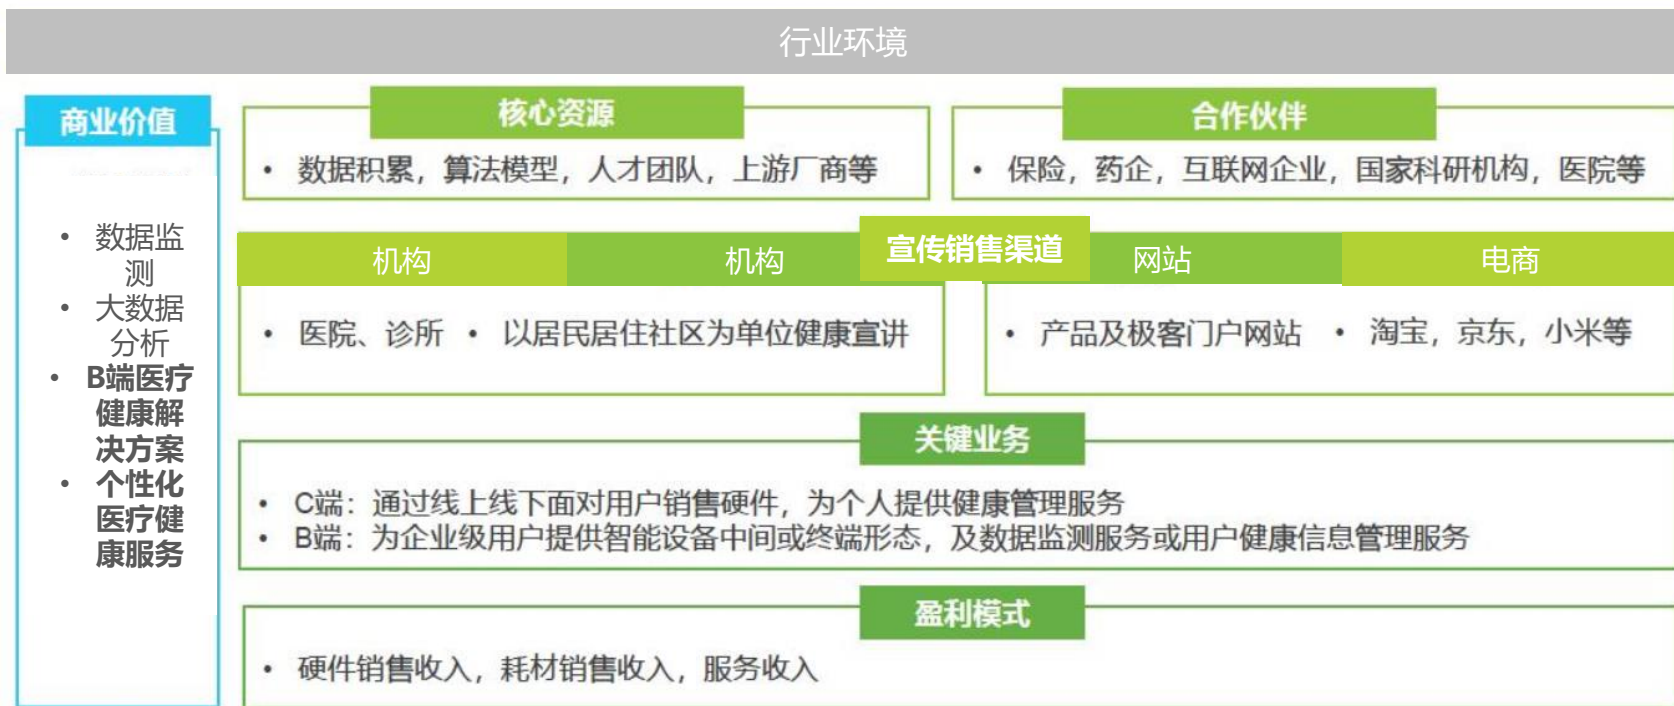 行业环境
商业价值
• 数据监
测
• 大数据
分析
• B端医疗
健康解
决方案
• 个性化
医疗健
康服务
核心资源
• 数据积累，算法模型，人才团队，上游厂商等
合作伙伴
• 保险，药企，互联网企业，国家科研机构，医院等
宣传销售渠道
机构
机构
网站
电商
• 医院、诊所
• 以居民居住社区为单位健康宣讲
• 产品及极客门户网站
• 淘宝，京东，小米等
关键业务
• C端：通过线上线下面对用户销售硬件，为个人提供健康管理服务
• B端：为企业级用户提供智能设备中间或终端形态，及数据监测服务或用户健康信息管理服务
盈利模式
• 硬件销售收入，耗材销售收入，服务收入